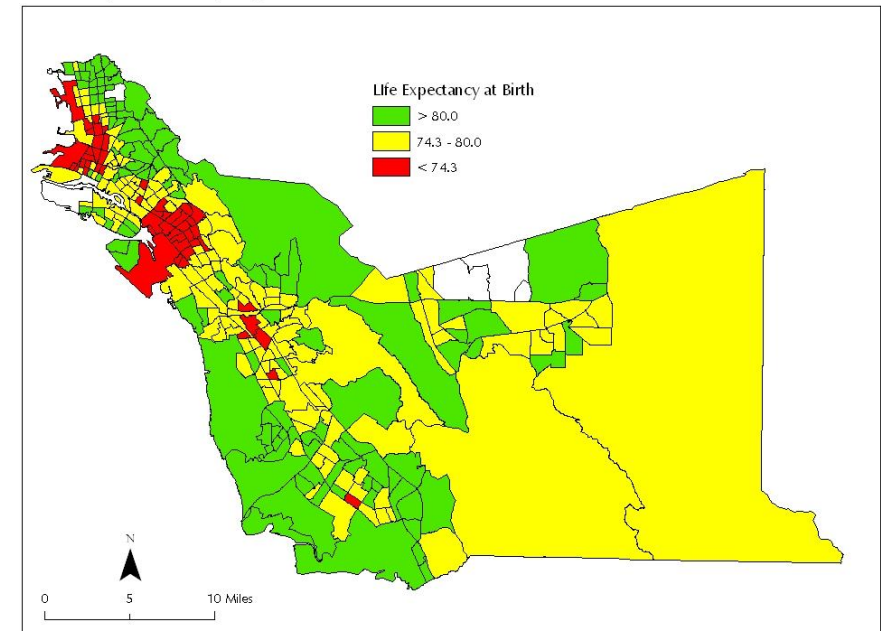 LIfe Expectancy at Birth
> 80.0
74.3 - 80.0
< 74.3
N
0 5 10 Miles